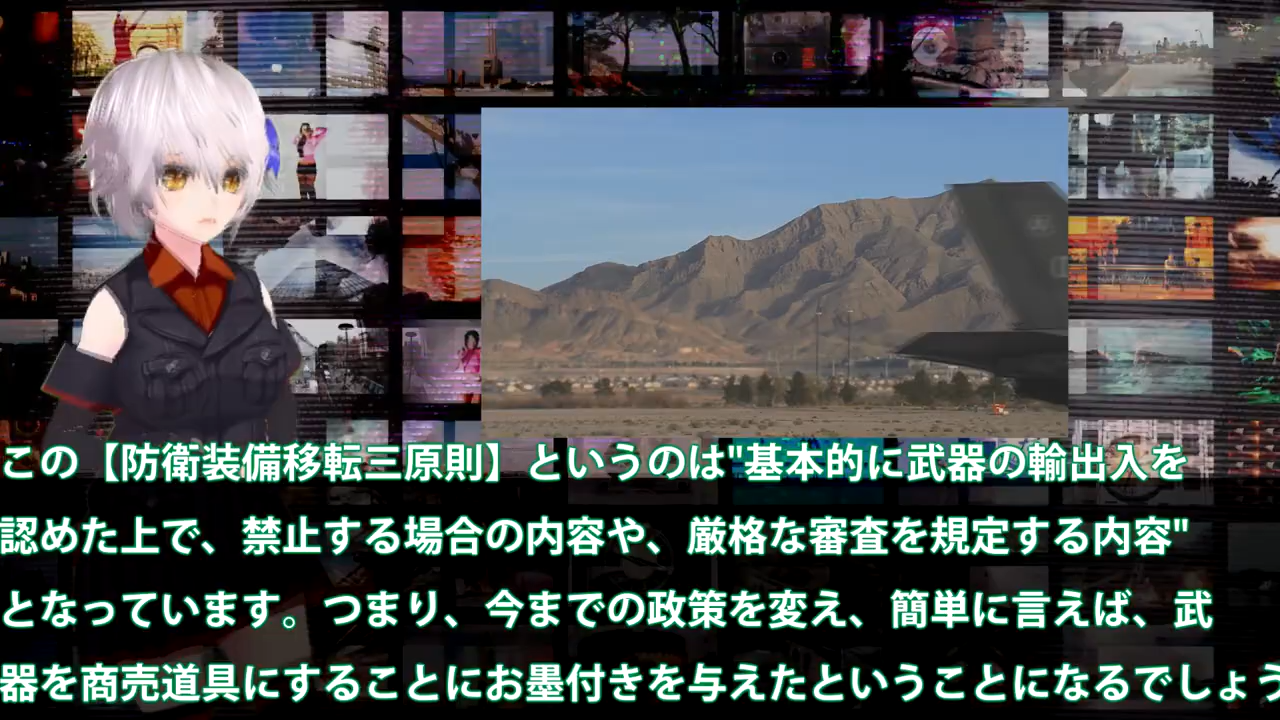 この【防衛装備移転三原則】というのは"基本的に武器の輸出入を
認めた上で、禁止する場合の内容や、厳格な審査を規定する内容"
となっています。つまり、今までの政策を変え、簡単に言えば、武
器を商売道具にすることにお墨付きを与えたということになるでしょう